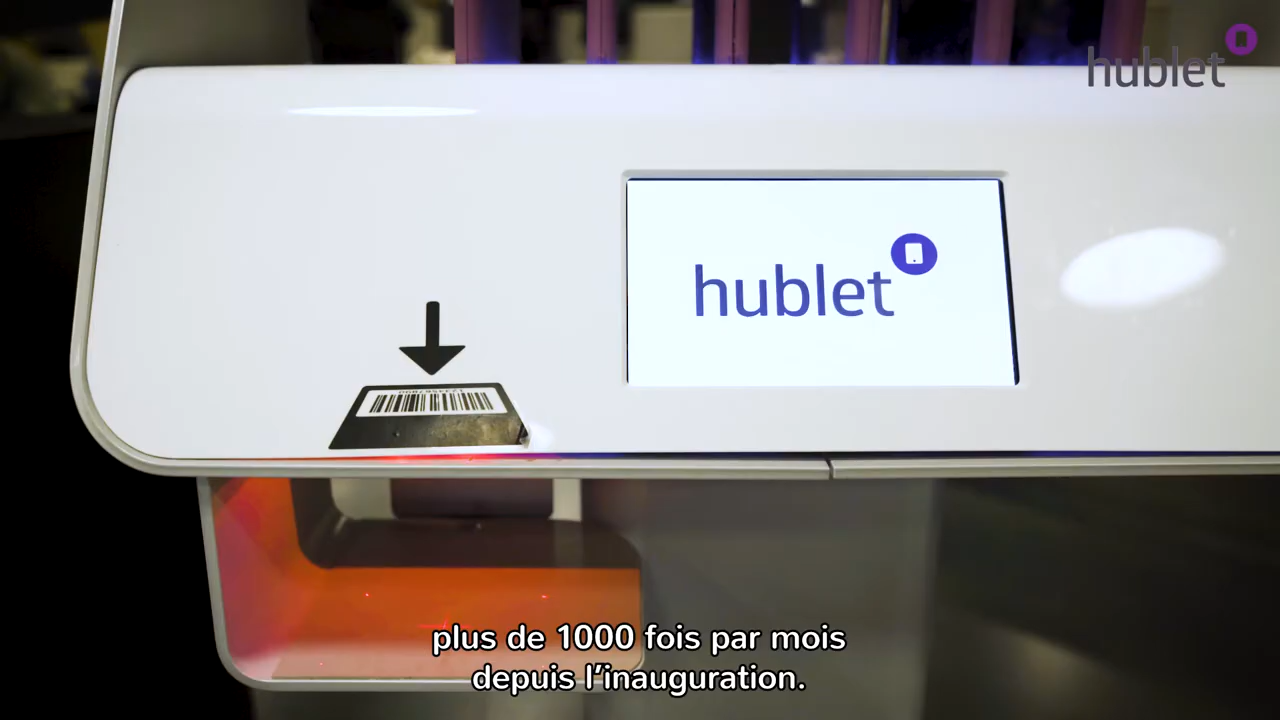 hublet
hublet
plus de 1000 fois par mois
depuis l'inauguration.